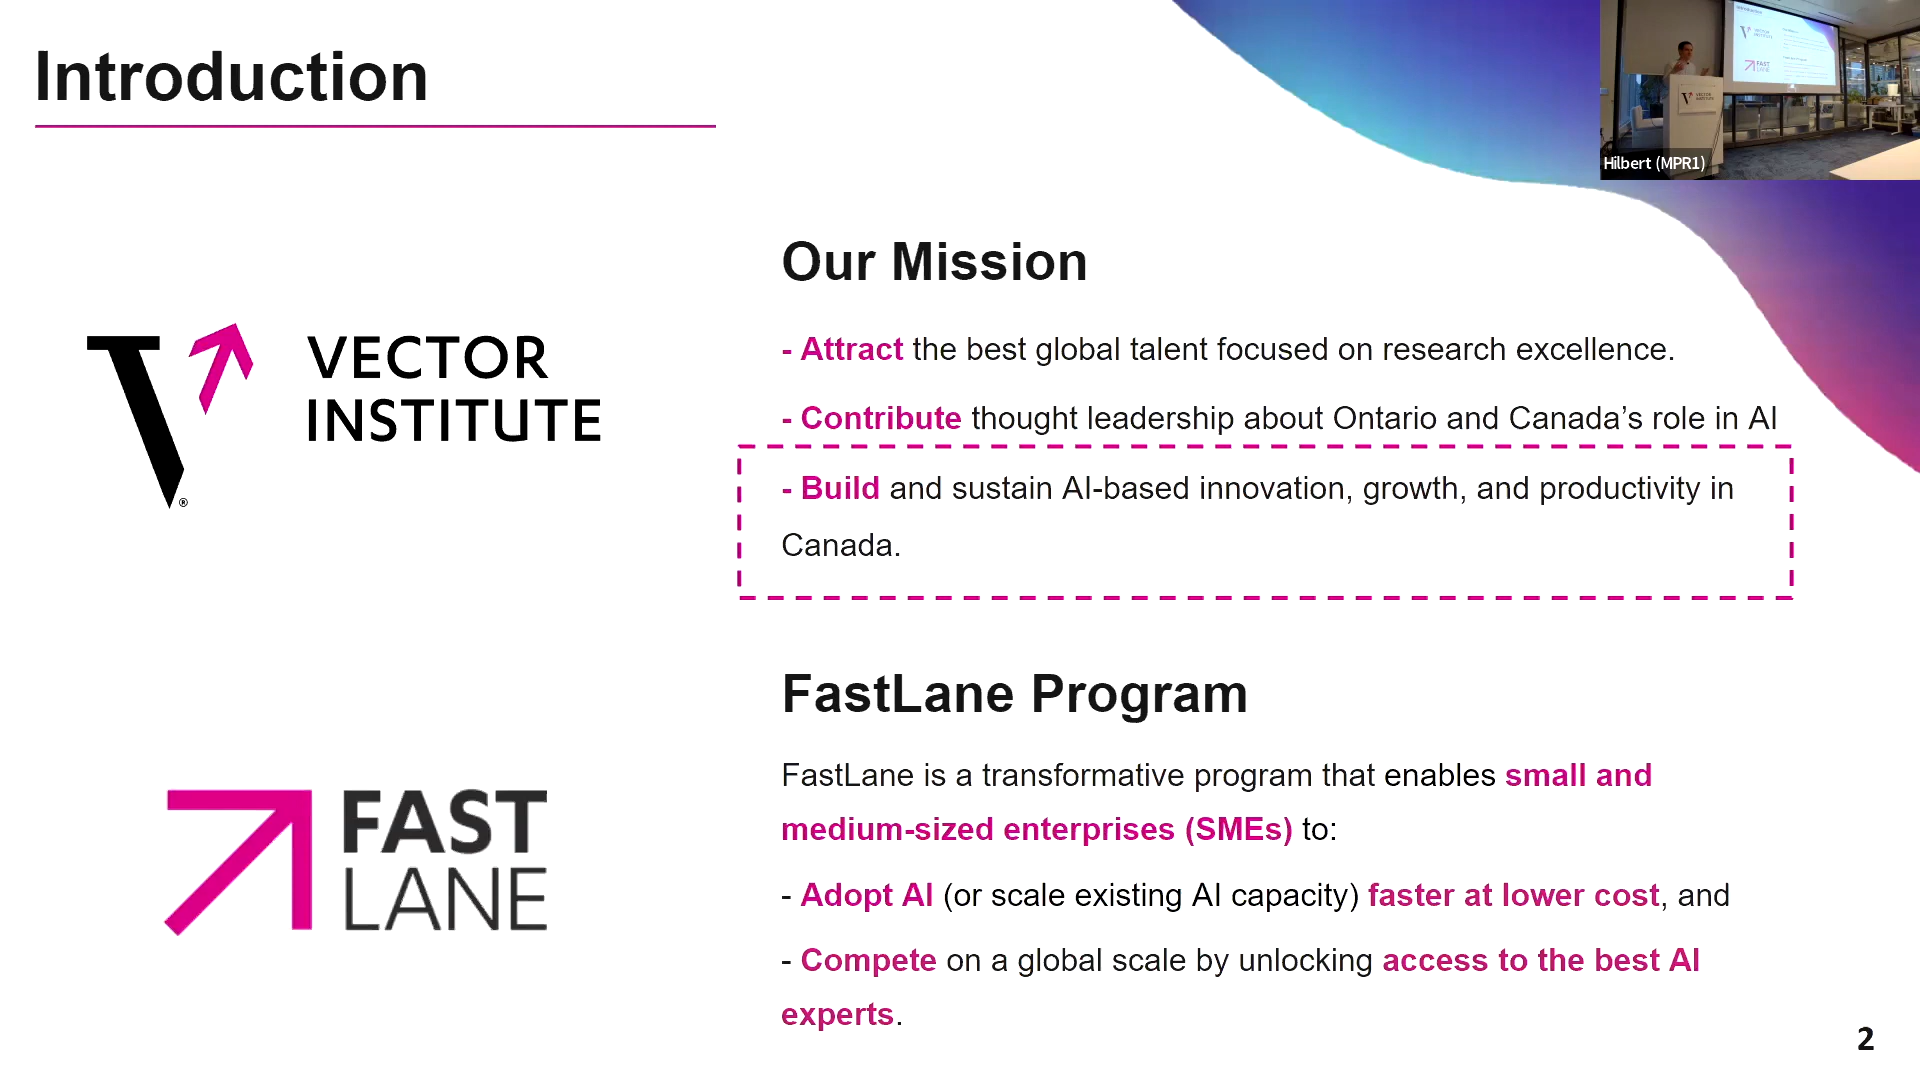 Introduction
Hilbert (MPR1)
VECTOR
INSTITUTE
®
Our Mission
- Attract the best global talent focused on research excellence.
- Contribute thought leadership about Ontario and Canada’s role in AI
- Build and sustain AI-based innovation, growth, and productivity in
Canada.
FAST
LANE
FastLane Program
FastLane is a transformative program that enables small and
medium-sized enterprises (SMEs) to:
- Adopt AI (or scale existing AI capacity) faster at lower cost, and
- Compete on a global scale by unlocking access to the best AI
experts.
2